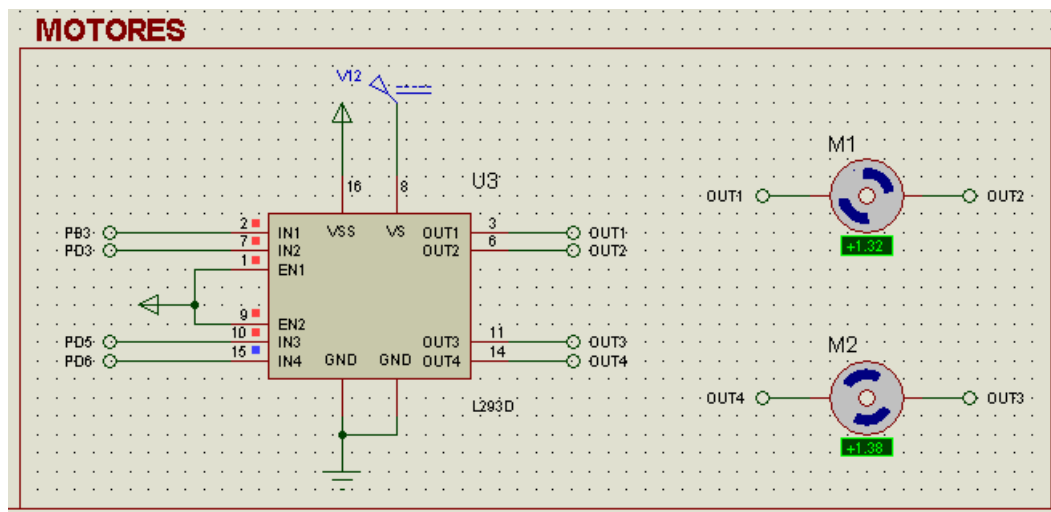 MOTORES
V12
16 8 U3
M1
OUT1 OUT2
+1.32
PB3 2 IN1 VSS VS OUT1 3 OUT1
PD3 7 IN2 OUT2 6 OUT2
1 EN1
9 EN2
PD5 10 IN3 OUT3 11 OUT3
PD6 15 IN4 GND GND OUT4 14 OUT4
L293D
M2
OUT4 OUT3
+1.38